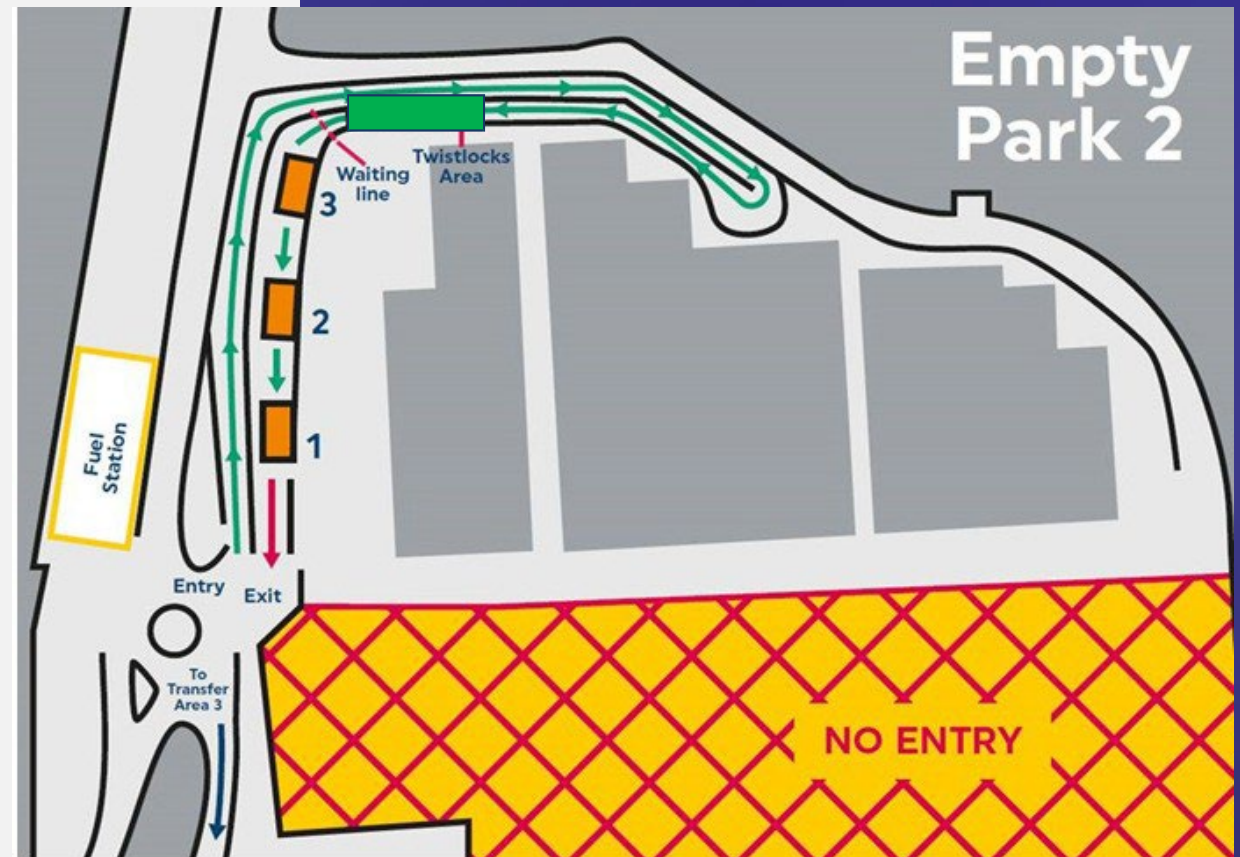 Empty
Park 2
Twistlocks
Area
Waiting
line
3
2
1
Fuel
Station
Entry
Exit
To
Transfer
Area 3
NO ENTRY